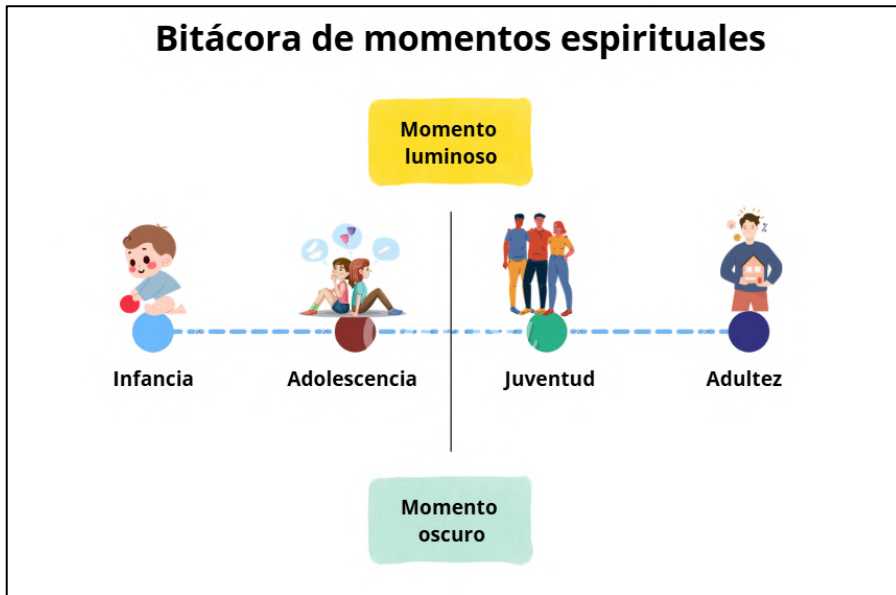 Bitácora de momentos espirituales
Momento
luminoso
Infancia
Adolescencia
Juventud
Adultez
Momento
oscuro